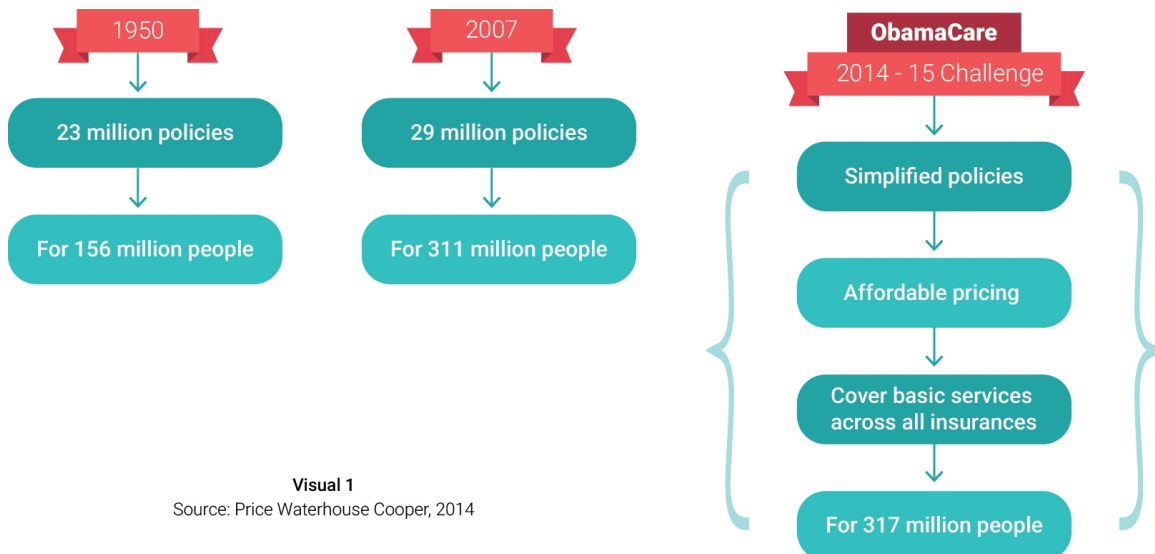 1950
23 million policies
For 156 million people
2007
29 million policies
For 311 million people
ObamaCare
2014 - 15 Challenge
Simplified policies
Affordable pricing
Cover basic services
across all insurances
For 317 million people
Visual 1
Source: Price Waterhouse Cooper, 2014